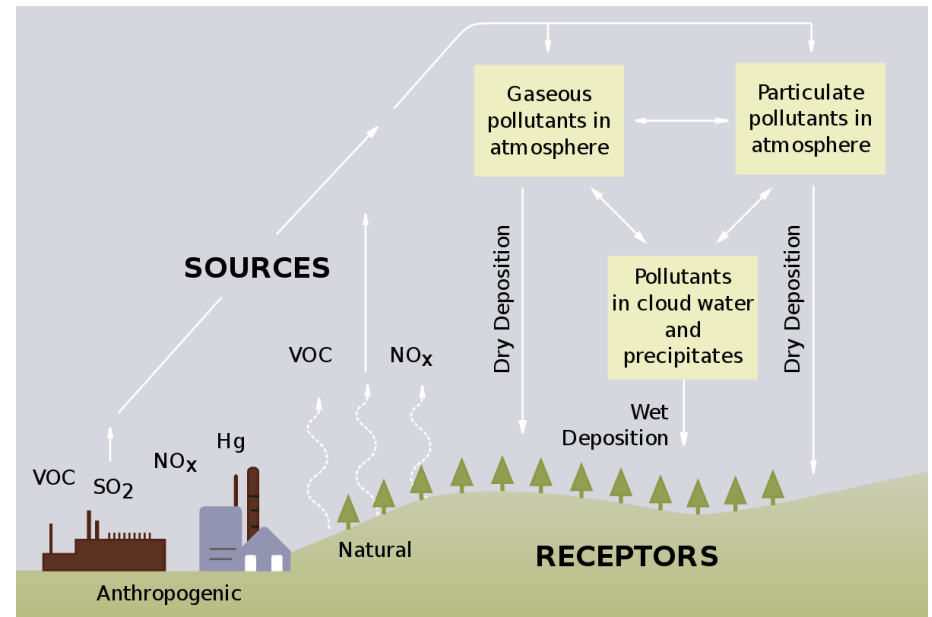 Gaseous
pollutants in
atmosphere
Particulate
pollutants in
atmosphere
Dry Deposition
Dry Deposition
SOURCES
Pollutants
in cloud water
and
precipitates
VOC
NOx
Wet
Deposition
Hg
NOx
VOC
SO2
Natural
RECEPTORS
Anthropogenic